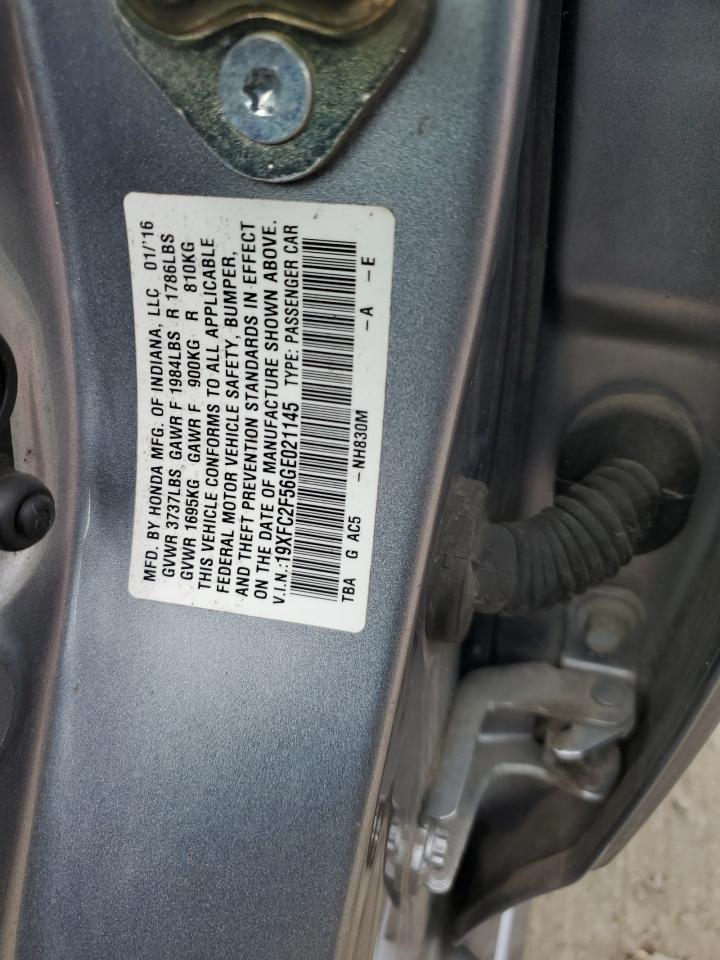 MFD. BY HONDA MFG. OF INDIANA, LLC 01/'16
GVWR 3737LBS GAWR F 1984LBS R 1786LBS
GVWR 1695KG GAWR F 900KG R 810KG
THIS VEHICLE CONFORMS TO ALL APPLICABLE
FEDERAL MOTOR VEHICLE SAFETY, BUMPER,
AND THEFT PREVENTION STANDARDS IN EFFECT
ON THE DATE OF MANUFACTURE SHOWN ABOVE.
V.I.N.:19XFC2F56GE021145 TYPE: PASSENGER CAR
TBA G AC5 -NH830M -A -E